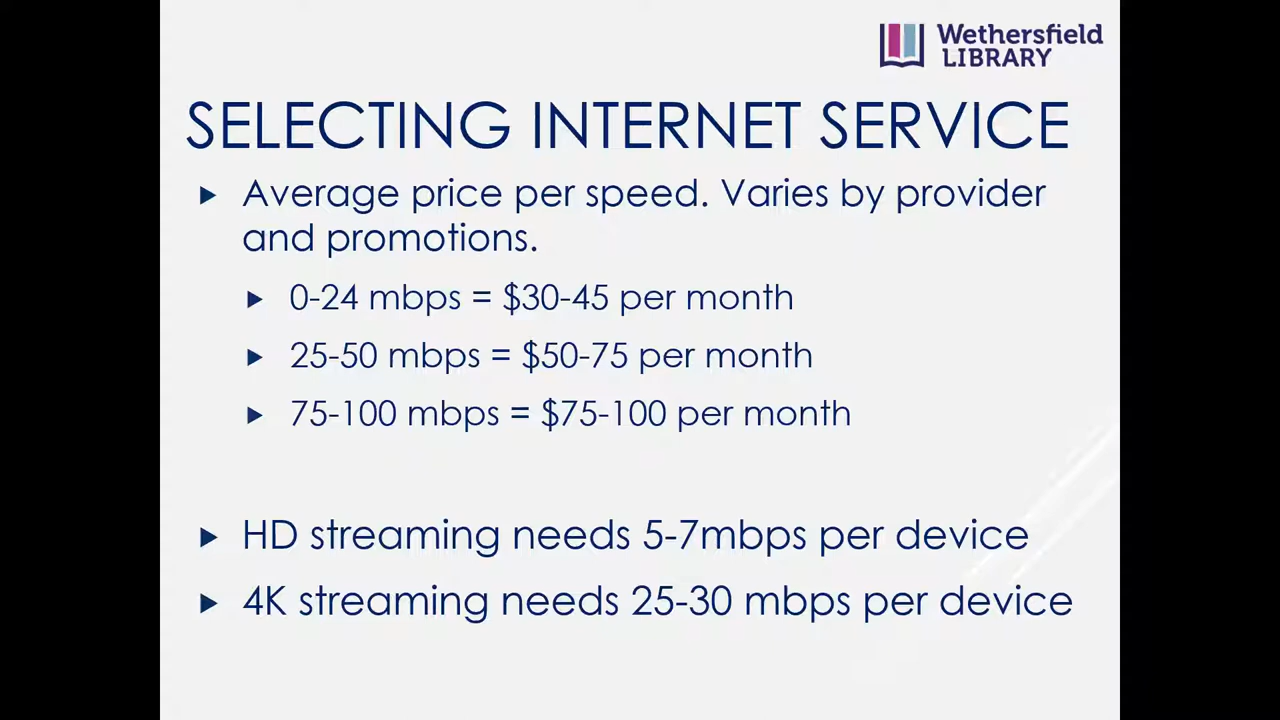 Wethersfield
LIBRARY
SELECTING INTERNET SERVICE
Average price per speed. Varies by provider
and promotions.
0-24 mbps = $30-45 per month
25-50 mbps = $50-75 per month
75-100 mbps = $75-100 per month
HD streaming needs 5-7mbps per device
4K streaming needs 25-30 mbps per device